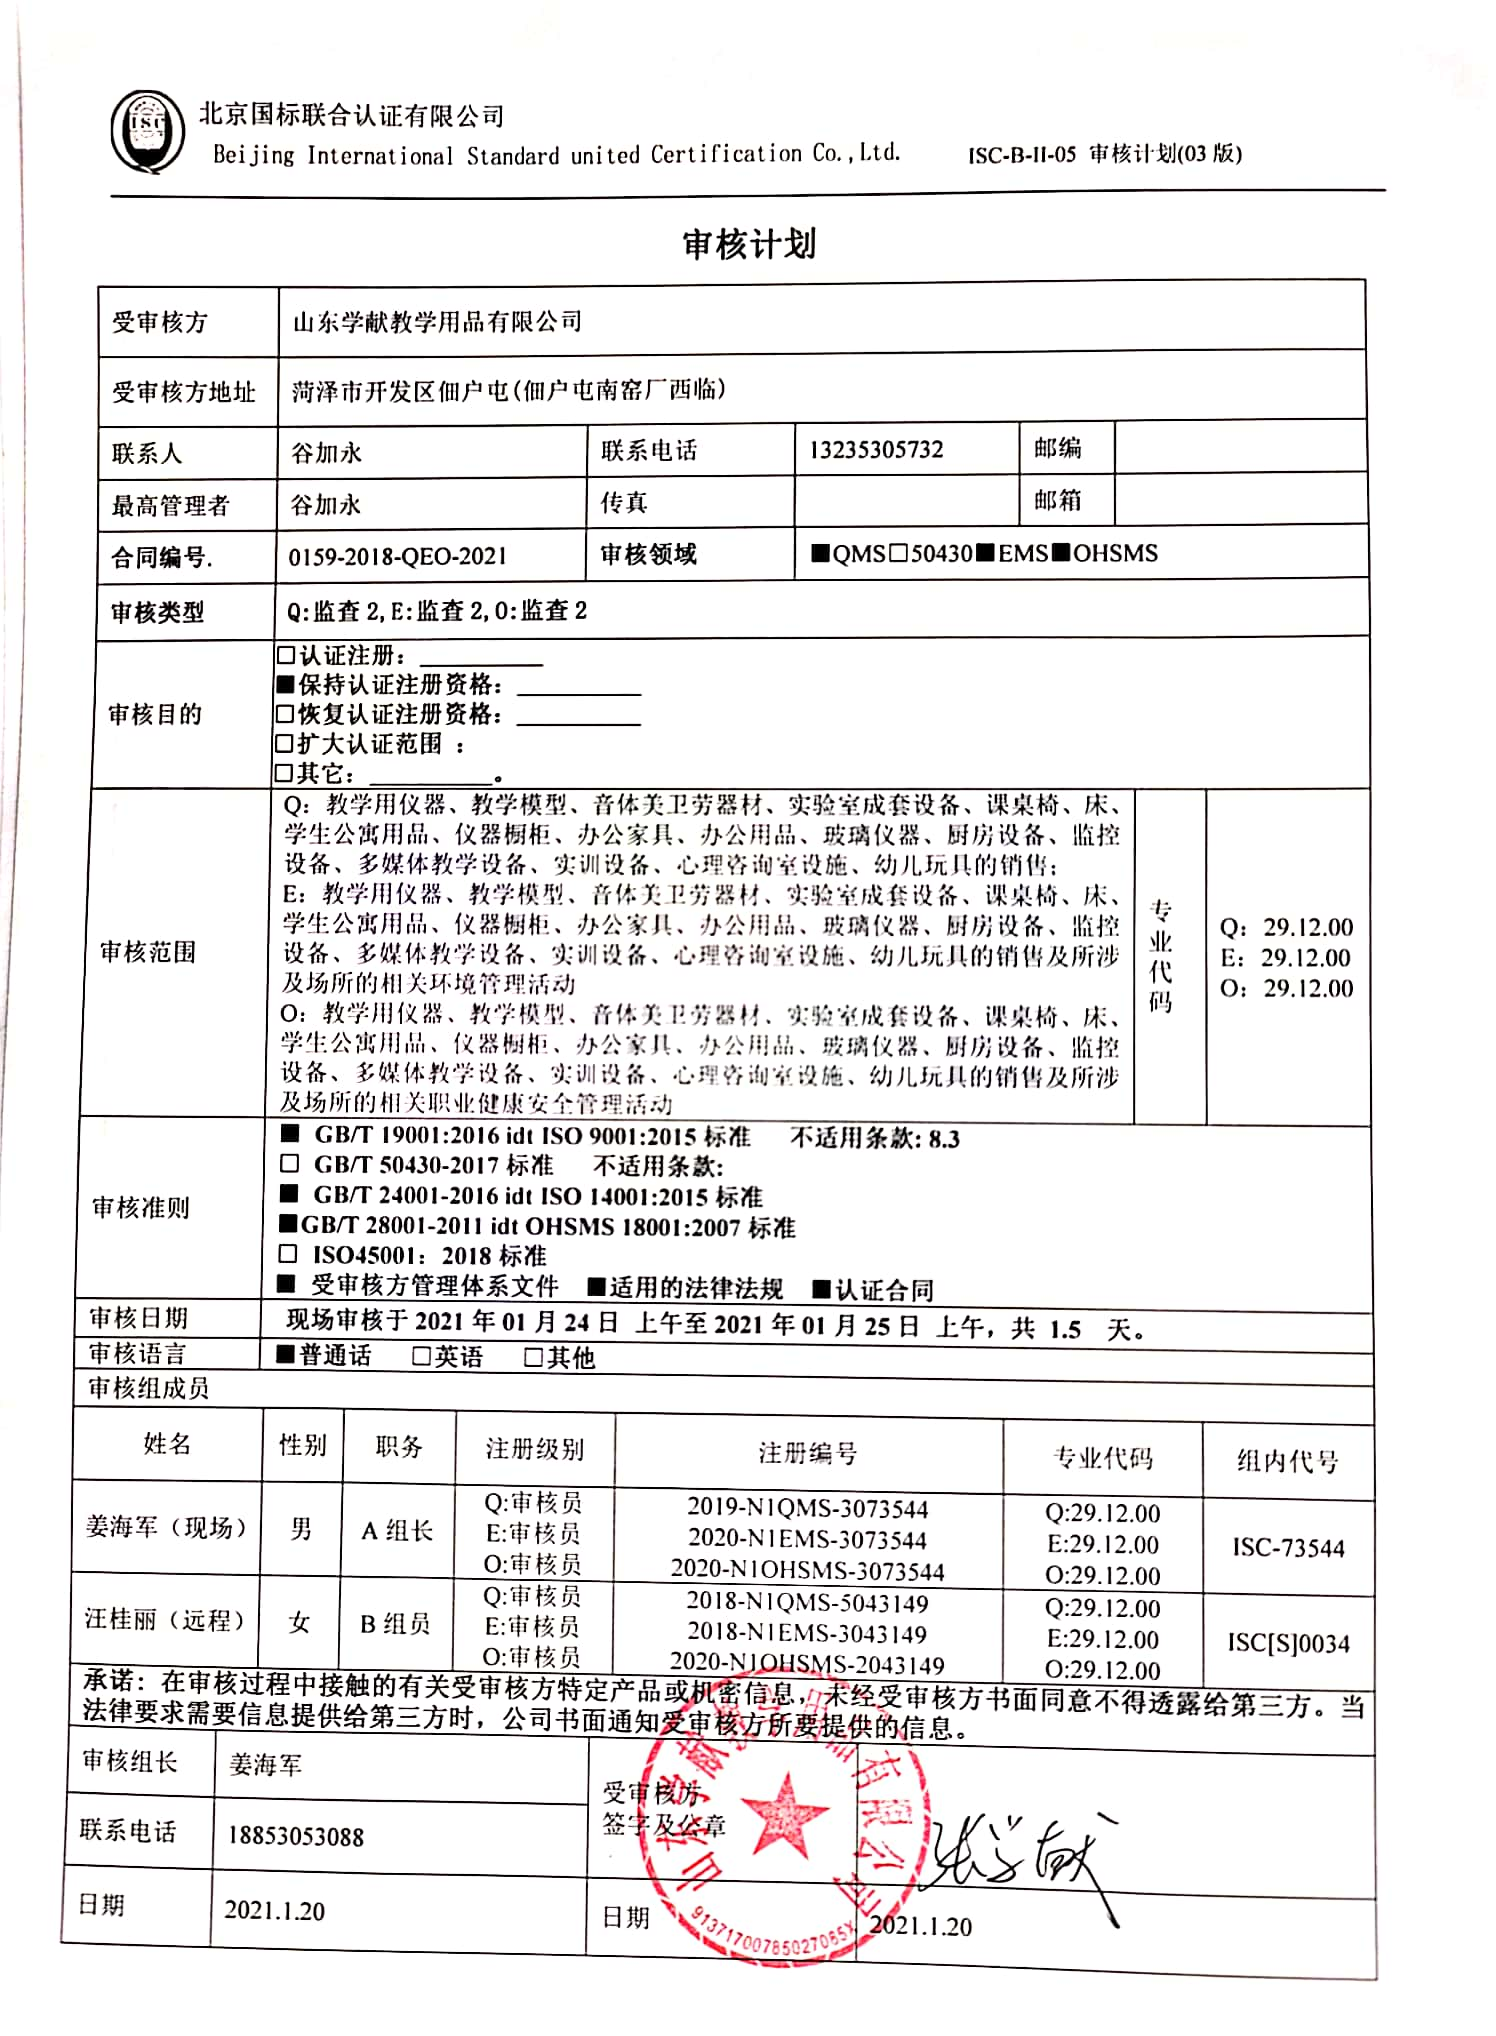 ISC
北京国标联合认证有限公司
Beijing International Standard united Certification Co.,Ltd. ISC-B-II-05 审核计划(03版)
审核计划
受审核方 山东学献教学用品有限公司
受审核方地址 菏泽市开发区佃户屯(佃户屯南窑厂西临)
联系人 谷加永 联系电话 13235305732 邮编
最高管理者 谷加永 传真 邮箱
合同编号. 0159-2018-QEO-2021 审核领域 ■QMS□50430■EMS■OHSMS
审核类型 Q:监查2,E:监查2,O:监查2
审核目的
□认证注册：
■保持认证注册资格：
□恢复认证注册资格：
□扩大认证范围 ：
□其它： 。
审核范围
Q：教学用仪器、教学模型、音体美卫劳器材、实验室成套设备、课桌椅、床、
学生公寓用品、仪器橱柜、办公家具、办公用品、玻璃仪器、厨房设备、监控
设备、多媒体教学设备、实训设备、心理咨询室设施、幼儿玩具的销售;
E：教学用仪器、教学模型、音体美卫劳器材、实验室成套设备、课桌椅、床、
学生公寓用品、仪器橱柜、办公家具、办公用品、玻璃仪器、厨房设备、监控
设备、多媒体教学设备、实训设备、心理咨询室设施、幼儿玩具的销售及所涉
及场所的相关环境管理活动
O：教学用仪器、教学模型、音体美卫劳器材、实验室成套设备、课桌椅、床、
学生公寓用品、仪器橱柜、办公家具、办公用品、玻璃仪器、厨房设备、监控
设备、多媒体教学设备、实训设备、心理咨询室设施、幼儿玩具的销售及所涉
及场所的相关职业健康安全管理活动
专
业
代
码
Q：29.12.00
E：29.12.00
O：29.12.00
审核准则
■ GB/T 19001:2016 idt ISO 9001:2015 标准 不适用条款: 8.3
□ GB/T 50430-2017 标准 不适用条款:
■ GB/T 24001-2016 idt ISO 14001:2015 标准
■GB/T 28001-2011 idt OHSMS 18001:2007 标准
□ ISO45001：2018 标准
■ 受审核方管理体系文件 ■适用的法律法规 ■认证合同
审核日期 现场审核于 2021 年 01 月 24 日 上午至 2021 年 01 月 25 日 上午，共 1.5 天。
审核语言 ■普通话 □英语 □其他
审核组成员
姓名 性别 职务 注册级别 注册编号 专业代码 组内代号
姜海军（现场） 男 A 组长 Q:审核员 2019-N1QMS-3073544 Q:29.12.00 ISC-73544
E:审核员 2020-N1EMS-3073544 E:29.12.00
O:审核员 2020-N1OHSMS-3073544 O:29.12.00
汪桂丽（远程） 女 B 组员 Q:审核员 2018-N1QMS-5043149 Q:29.12.00 ISC[S]0034
E:审核员 2018-N1EMS-3043149 E:29.12.00
O:审核员 2020-N1OHSMS-2043149 O:29.12.00
承诺：在审核过程中接触的有关受审核方特定产品或机密信息，未经受审核方书面同意不得透露给第三方。当
法律要求需要信息提供给第三方时，公司书面通知受审核方所要提供的信息。
审核组长 姜海军
受审核方
签字及公章
张学献
联系电话 18853053088
日期 2021.1.20 日期 2021.1.20
山东学献教学用品有限公司
91371700785027065X